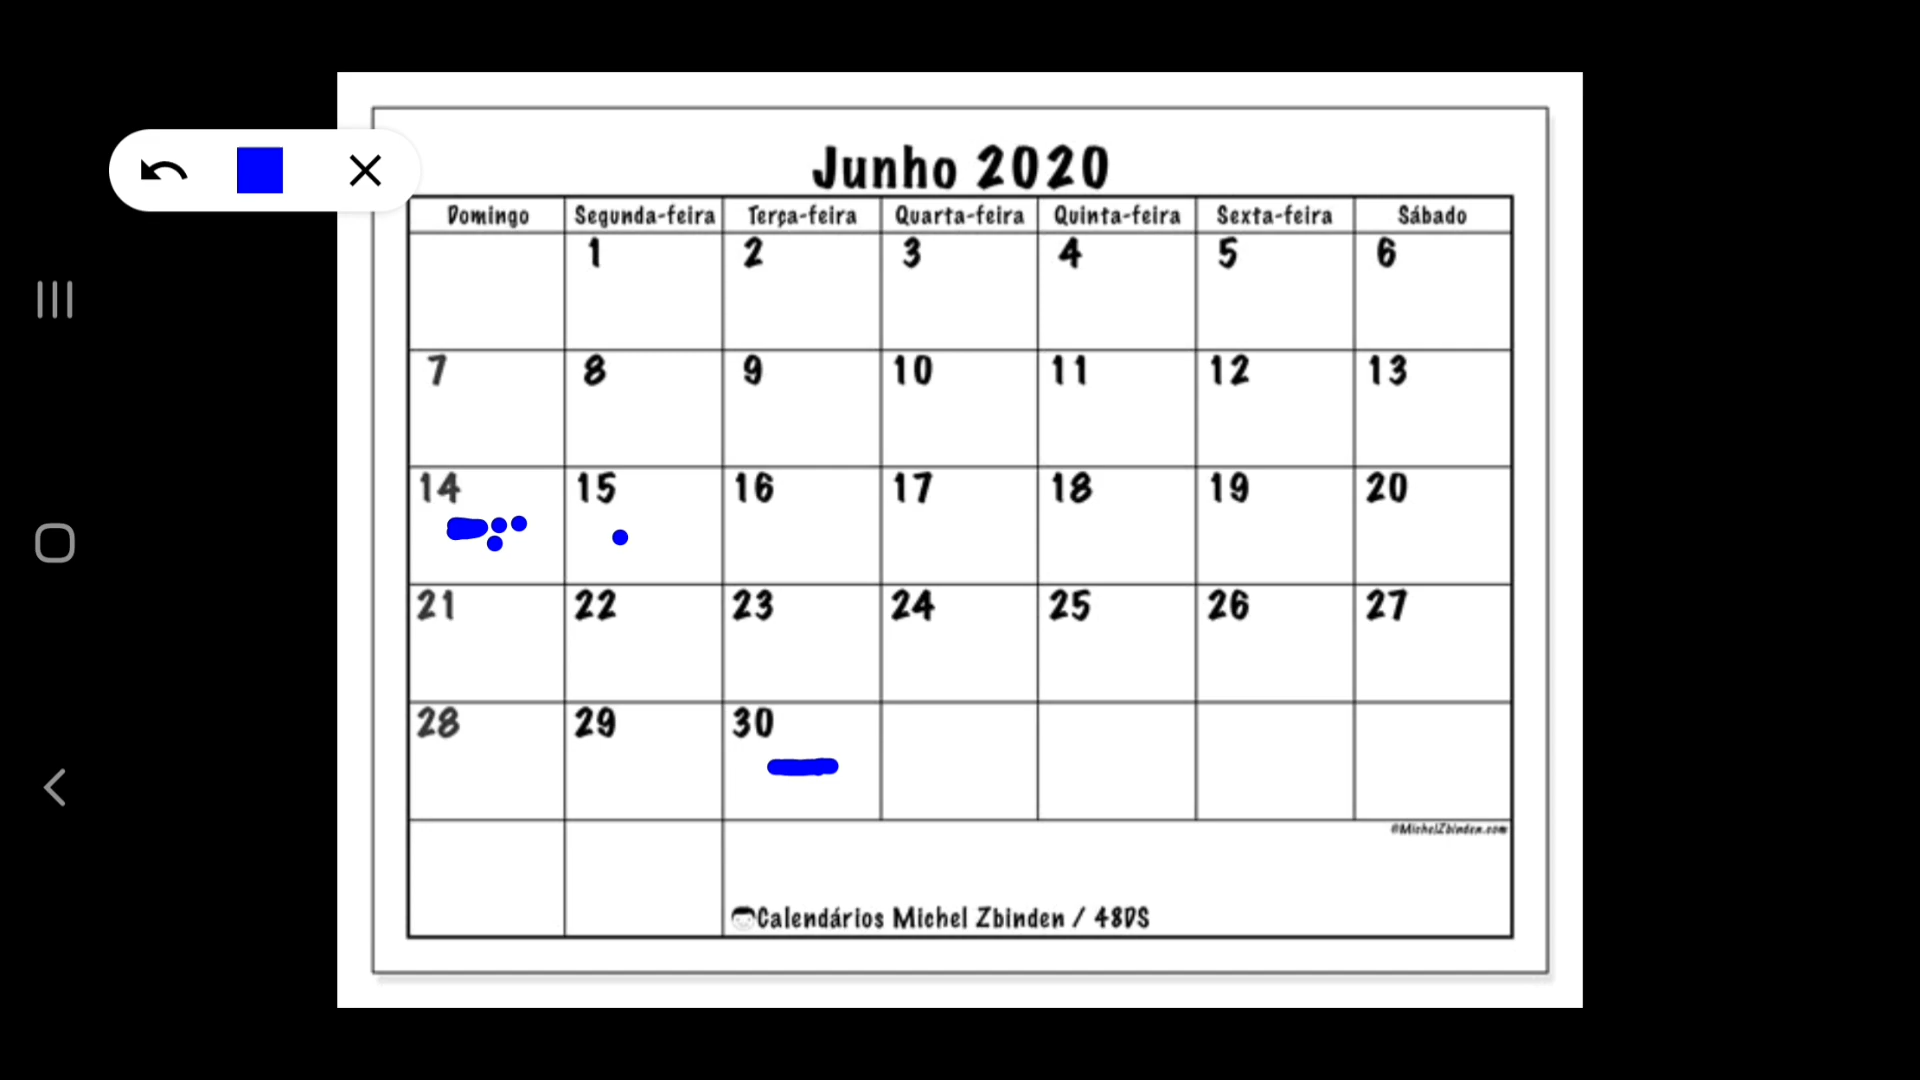 Junho 2020
Domingo Segunda-feira Terça-feira Quarta-feira Quinta-feira Sexta-feira Sábado
1 2 3 4 5 6
7 8 9 10 11 12 13
14 15 16 17 18 19 20
21 22 23 24 25 26 27
28 29 30
©MichelZbinden.com
Calendários Michel Zbinden / 48DS